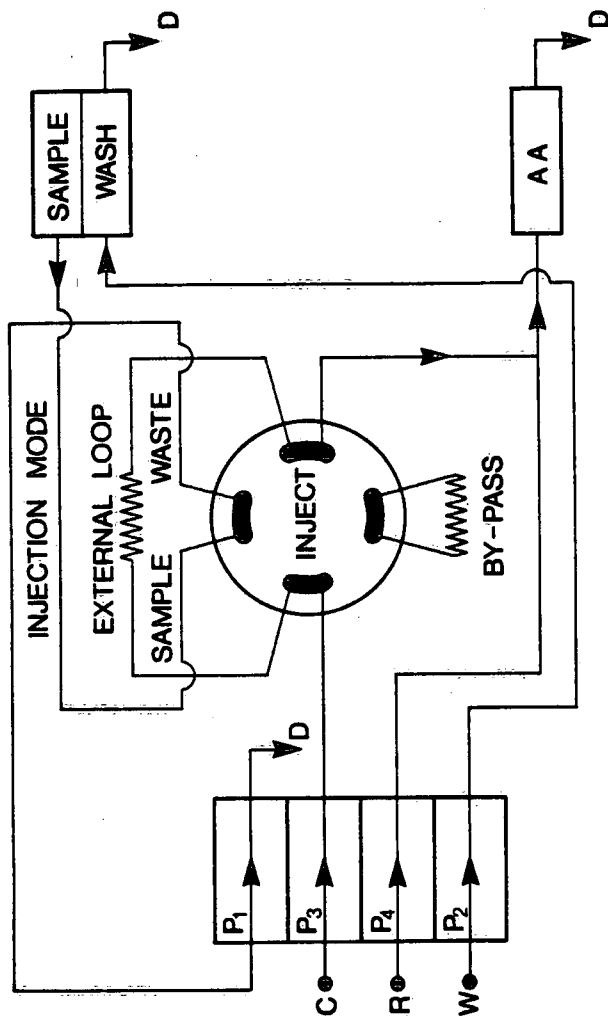 INJECTION MODE
EXTERNAL LOOP
SAMPLE WASTE
INJECT
BY-PASS
SAMPLE
WASH
D
AA
D
D
P1
P3
P4
P2
C
R
W